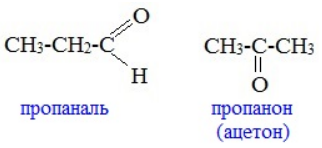 O
CH3-CH2-C
H
пропаналь
CH3-C-CH3
O
пропанон
(ацетон)